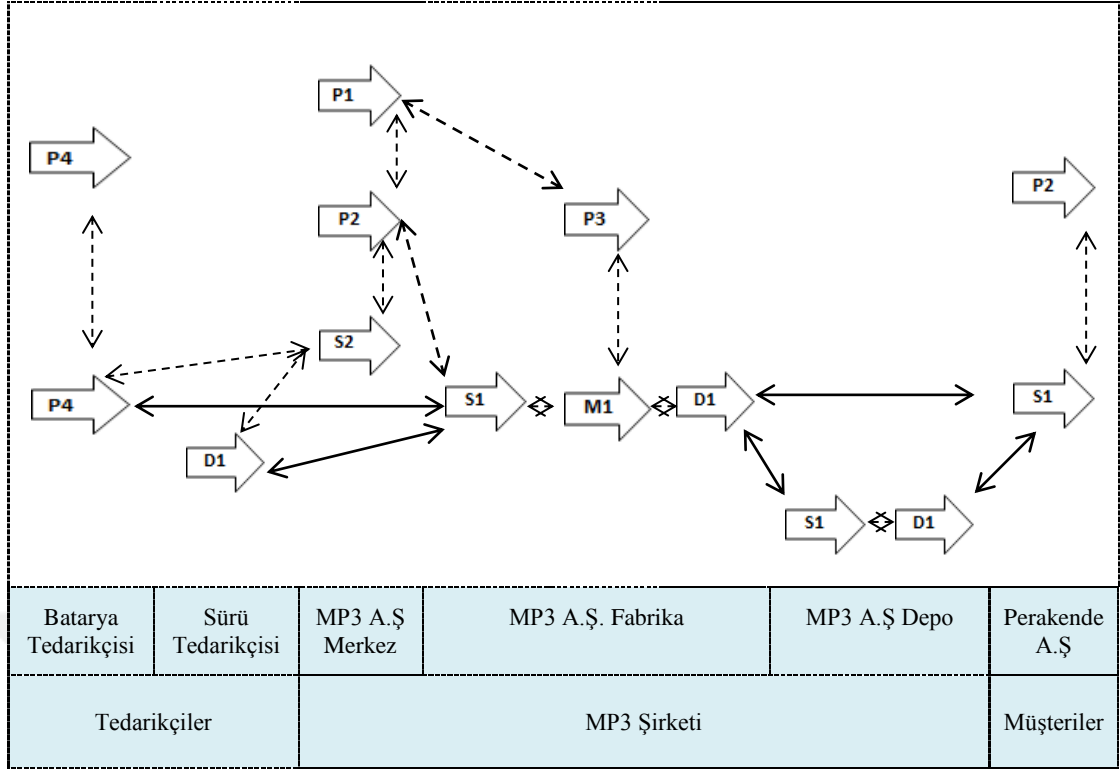 P1
P4
P2
P2
P3
S2
P4
S1
M1
D1
S1
D1
S1
D1
Batarya
Tedarikçisi
Sürü
Tedarikçisi
MP3 A.Ş
Merkez
MP3 A.Ş. Fabrika
MP3 A.Ş Depo
Perakende
A.Ş
Tedarikçiler
MP3 Şirketi
Müşteriler